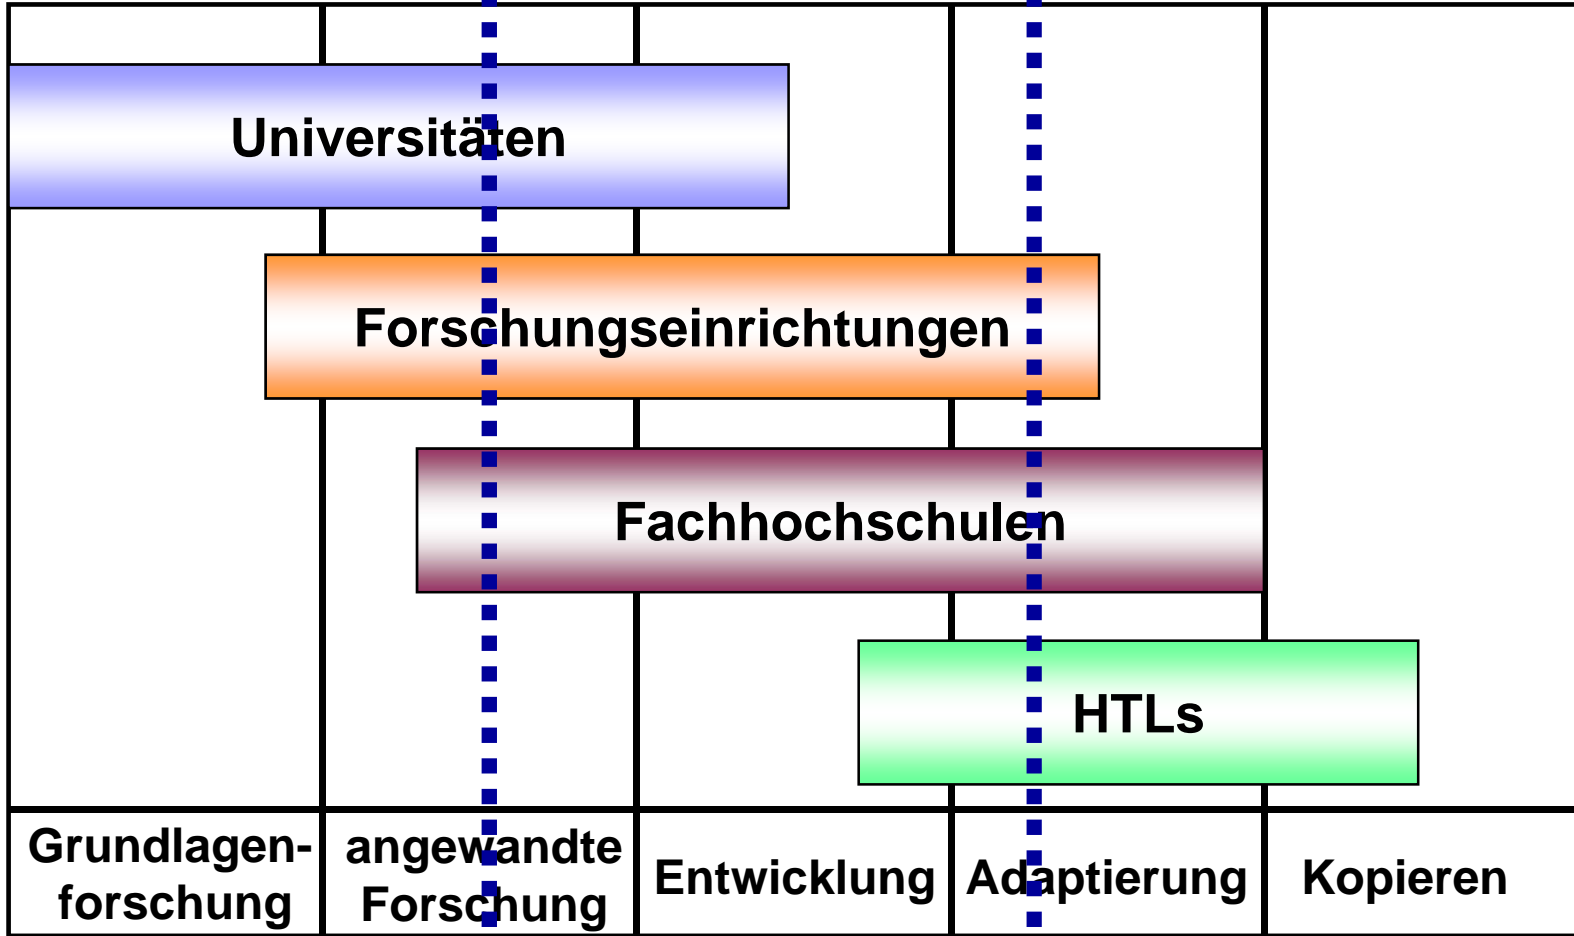 Universitäten
Forschungseinrichtungen
Fachhochschulen
HTLs
Grundlagen-
forschung
angewandte
Forschung
Entwicklung
Adaptierung
Kopieren